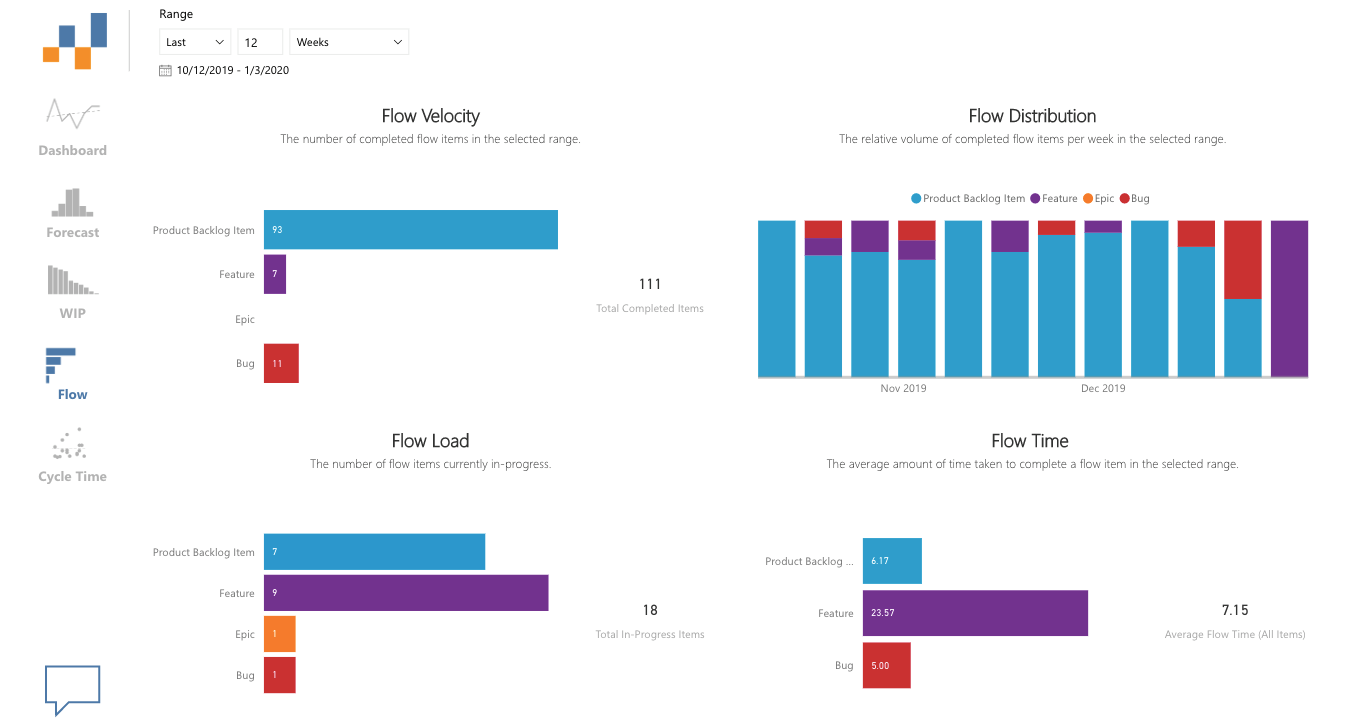 Range
Last 12 Weeks
10/12/2019 - 1/3/2020
Dashboard
Forecast
WIP
Flow
Cycle Time
Flow Velocity
The number of completed flow items in the selected range.
Product Backlog Item 93
Feature 7
Epic
Bug 11
111
Total Completed Items
Flow Distribution
The relative volume of completed flow items per week in the selected range.
Product Backlog Item Feature Epic Bug
Nov 2019 Dec 2019
Flow Load
The number of flow items currently in-progress.
Product Backlog Item 7
Feature 9
Epic 1
Bug 1
18
Total In-Progress Items
Flow Time
The average amount of time taken to complete a flow item in the selected range.
Product Backlog ... 6.17
Feature 23.57
Bug 5.00
7.15
Average Flow Time (All Items)